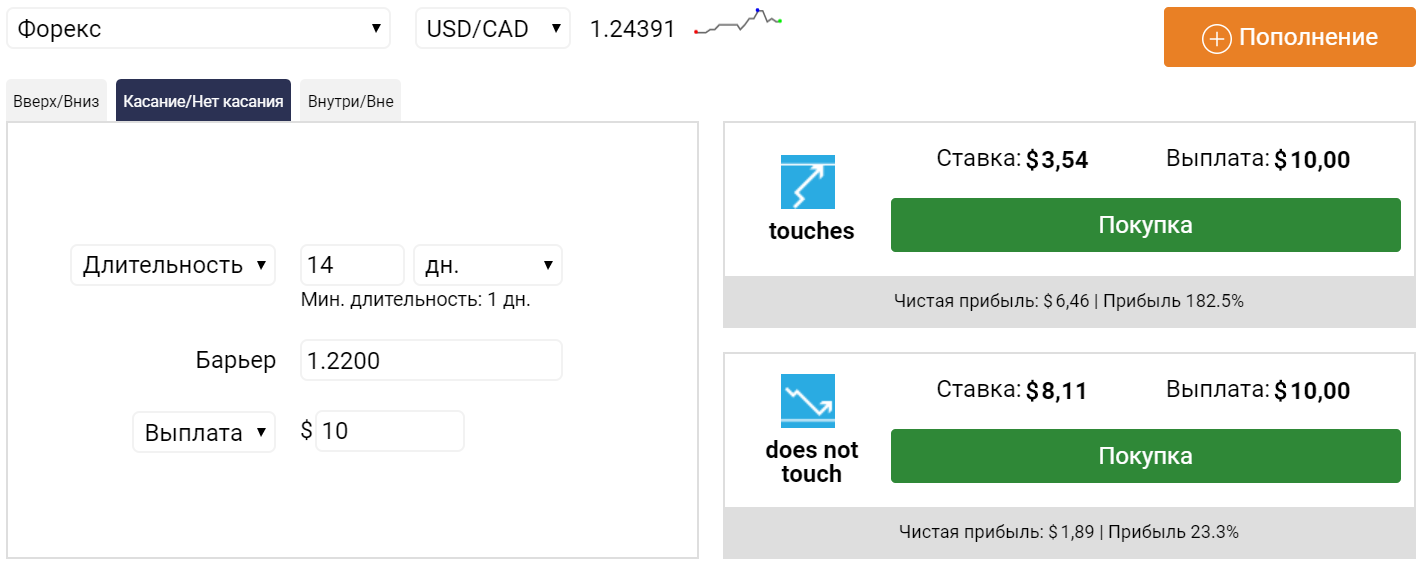 Форекс
USD/CAD
1.24391
Пополнение
Вверх/Вниз
Касание/Нет касания
Внутри/Вне
Длительность
14
дн.
Мин. длительность: 1 дн.
Барьер
1.2200
Выплата
$ 10
Ставка: $3,54
Выплата: $10,00
touches
Покупка
Чистая прибыль: $6,46 | Прибыль 182.5%
Ставка: $8,11
Выплата: $10,00
does not
touch
Покупка
Чистая прибыль: $1,89 | Прибыль 23.3%